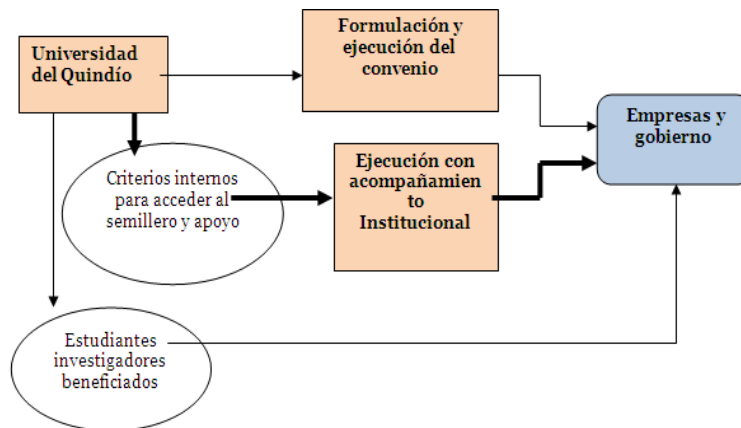 Universidad
del Quindío
Formulación y
ejecución del
convenio
Empresas y
gobierno
Criterios internos
para acceder al
semillero y apoyo
Ejecución con
acompañamien
to
Institucional
Estudiantes
investigadores
beneficiados